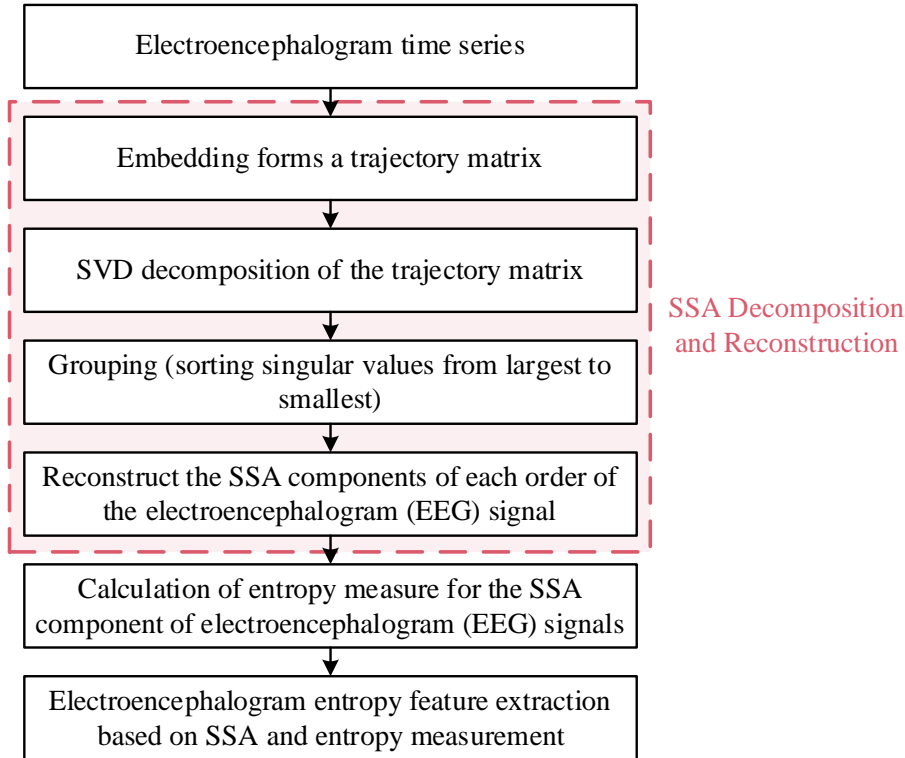 Electroencephalogram time series
Embedding forms a trajectory matrix
SVD decomposition of the trajectory matrix
Grouping (sorting singular values from largest to
smallest)
Reconstruct the SSA components of each order of
the electroencephalogram (EEG) signal
SSA Decomposition
and Reconstruction
Calculation of entropy measure for the SSA
component of electroencephalogram (EEG) signals
Electroencephalogram entropy feature extraction
based on SSA and entropy measurement